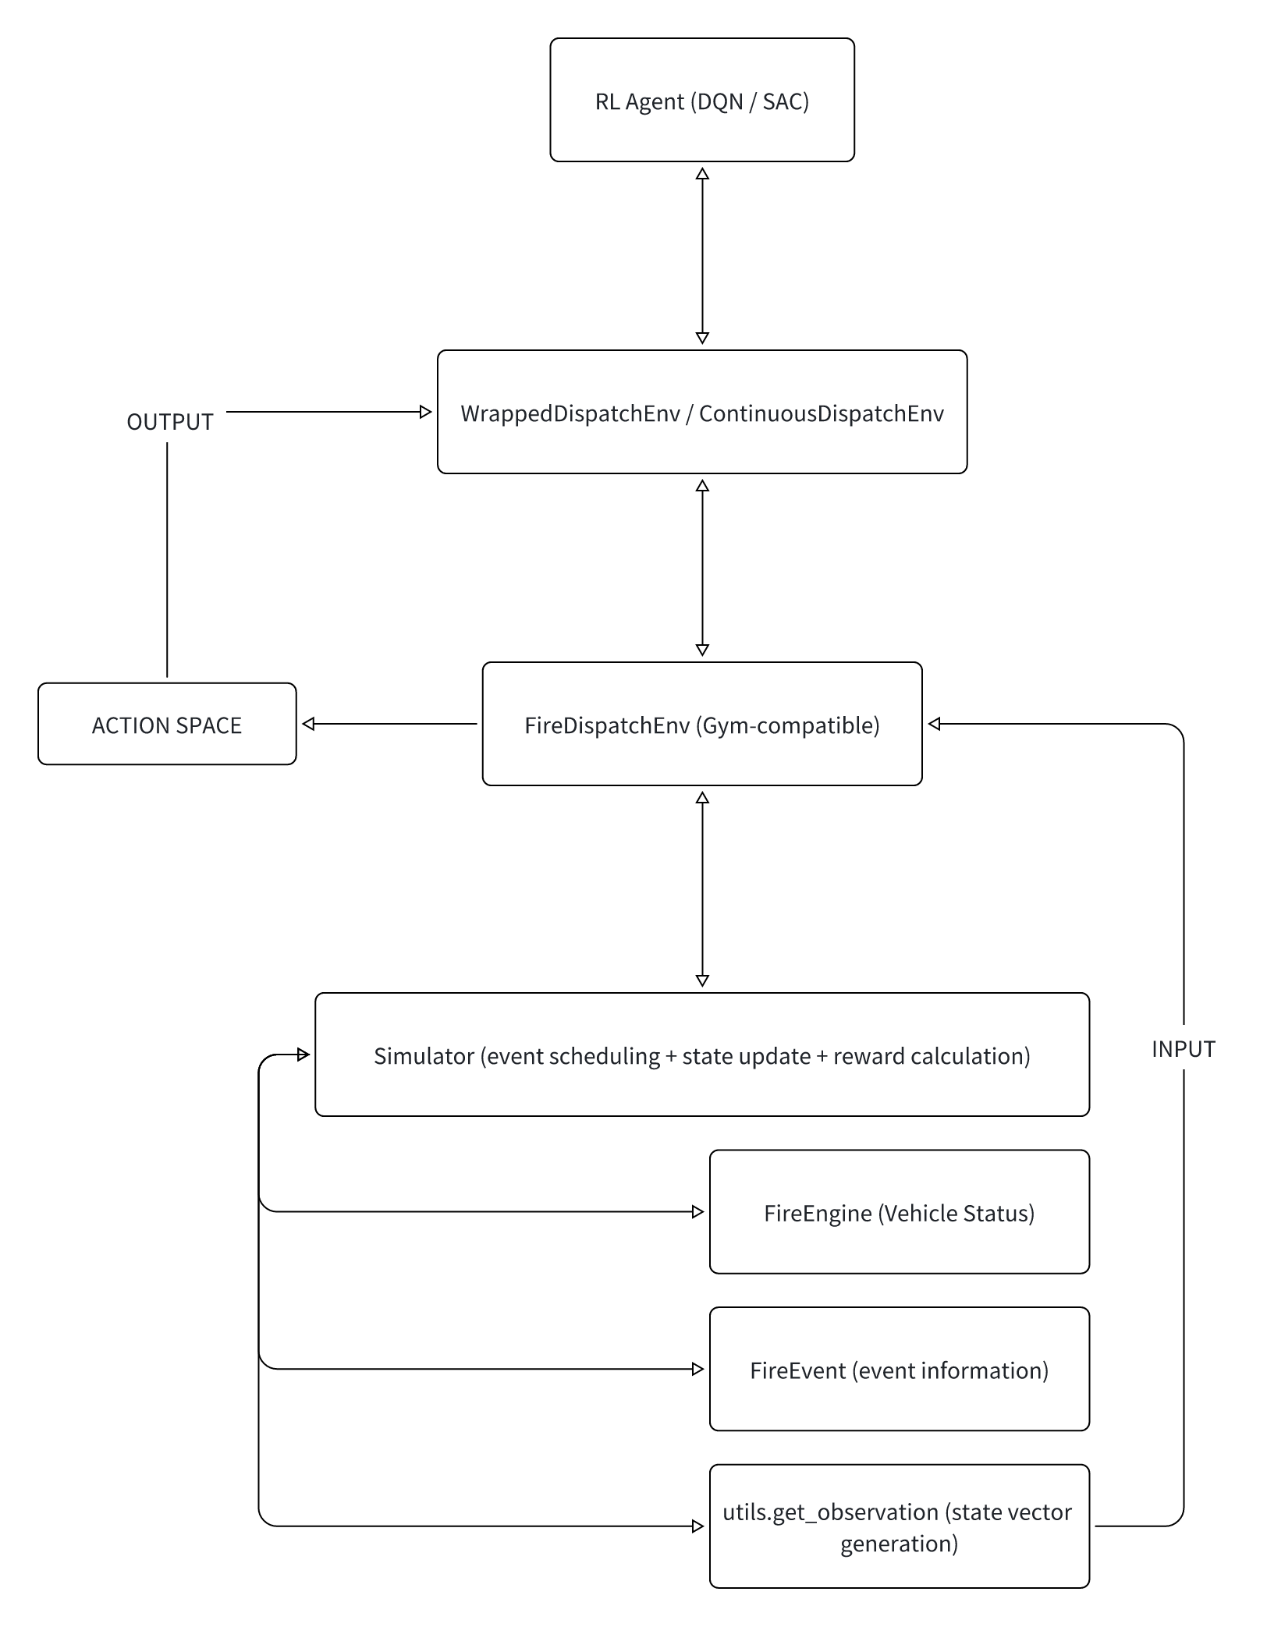 RL Agent (DQN / SAC)
WrappedDispatchEnv / ContinuousDispatchEnv
OUTPUT
ACTION SPACE
FireDispatchEnv (Gym-compatible)
Simulator (event scheduling + state update + reward calculation)
INPUT
FireEngine (Vehicle Status)
FireEvent (event information)
utils.get_observation (state vector
generation)